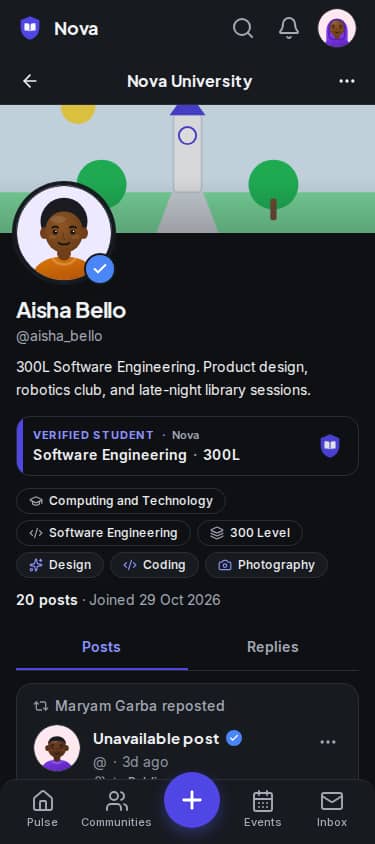 Nova
Nova University
Aisha Bello
@aisha_bello
300L Software Engineering. Product design,
robotics club, and late-night library sessions.
VERIFIED STUDENT · Nova
Software Engineering · 300L
Computing and Technology
Software Engineering
300 Level
Design
Coding
Photography
20 posts · Joined 29 Oct 2026
Posts
Replies
Maryam Garba reposted
Unavailable post
@ · 3d ago
Pulse
Communities
Events
Inbox